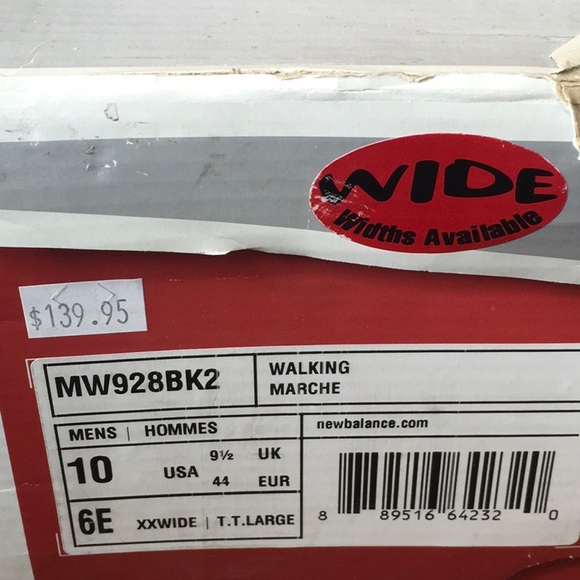 WIDE
Widths Available
$139.95
MW928BK2
WALKING
MARCHE
MENS | HOMMES
newbalance.com
10 USA 9½ UK
44 EUR
6E XXWIDE | T.T.LARGE
8 89516 64232 0